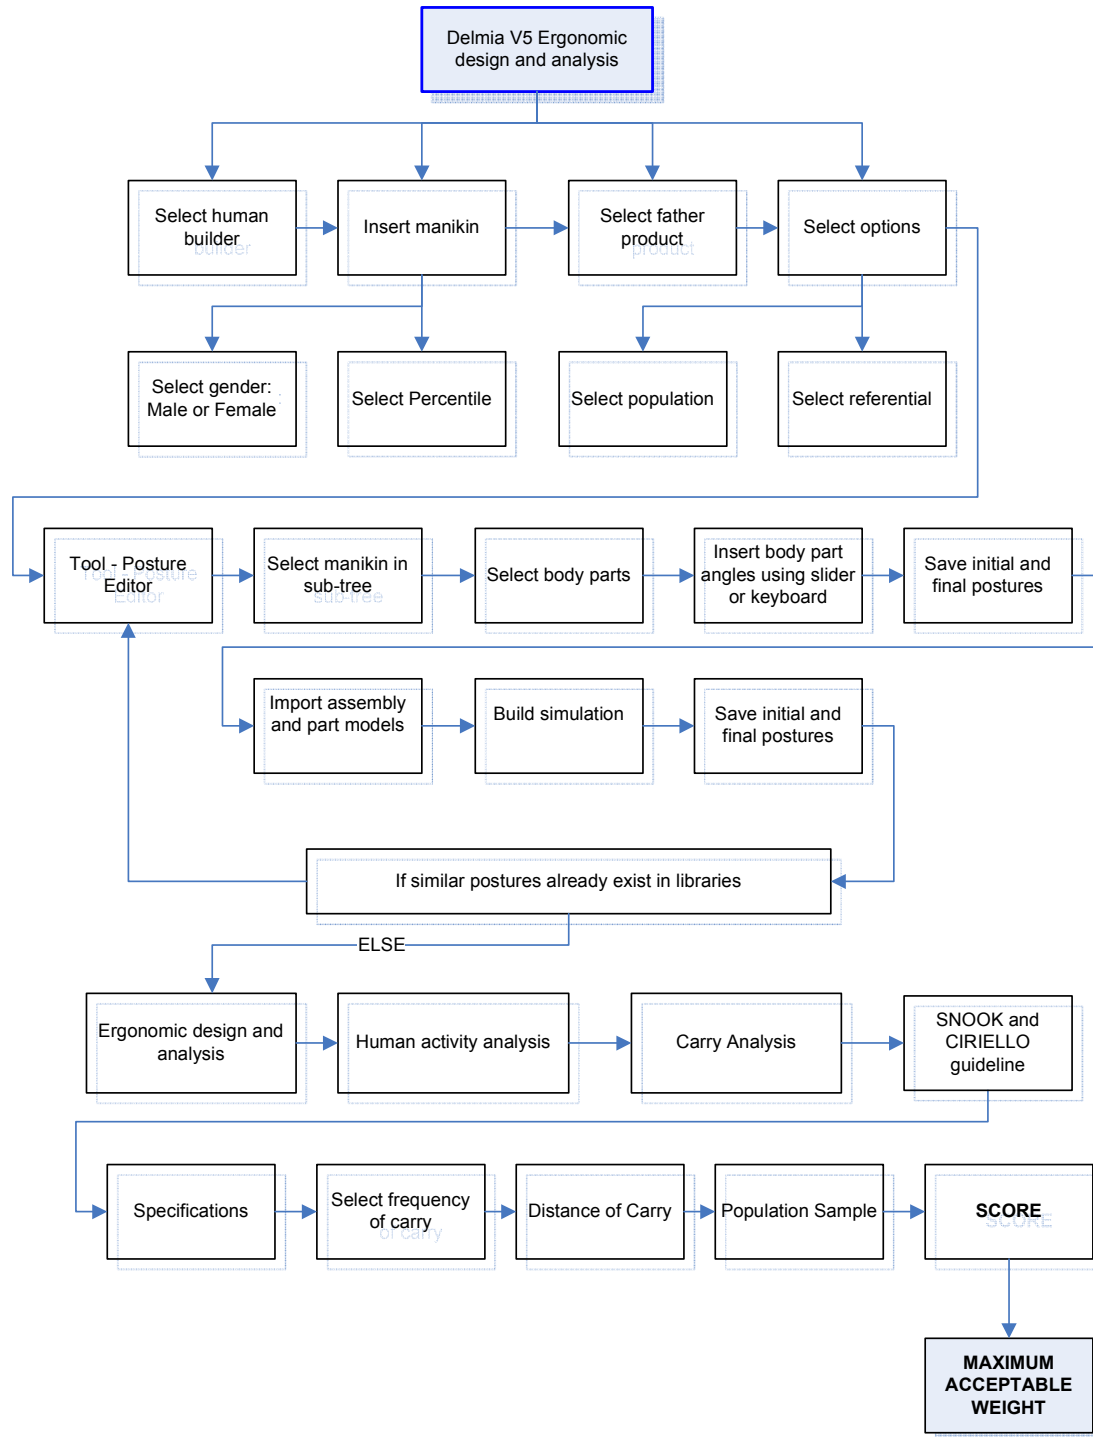 Delmia V5 Ergonomic
design and analysis
Select human
builder
Insert manikin
Select father
product
Select options
Select gender:
Male or Female
Select Percentile
Select population
Select referential
Tool - Posture
Editor
Select manikin in
sub-tree
Select body parts
Insert body part
angles using slider
or keyboard
Save initial and
final postures
Import assembly
and part models
Build simulation
Save initial and
final postures
If similar postures already exist in libraries
ELSE
Ergonomic design and
analysis
Human activity analysis
Carry Analysis
SNOOK and
CIRIELLO
guideline
Specifications
Select frequency
of carry
Distance of Carry
Population Sample
SCORE
MAXIMUM
ACCEPTABLE
WEIGHT